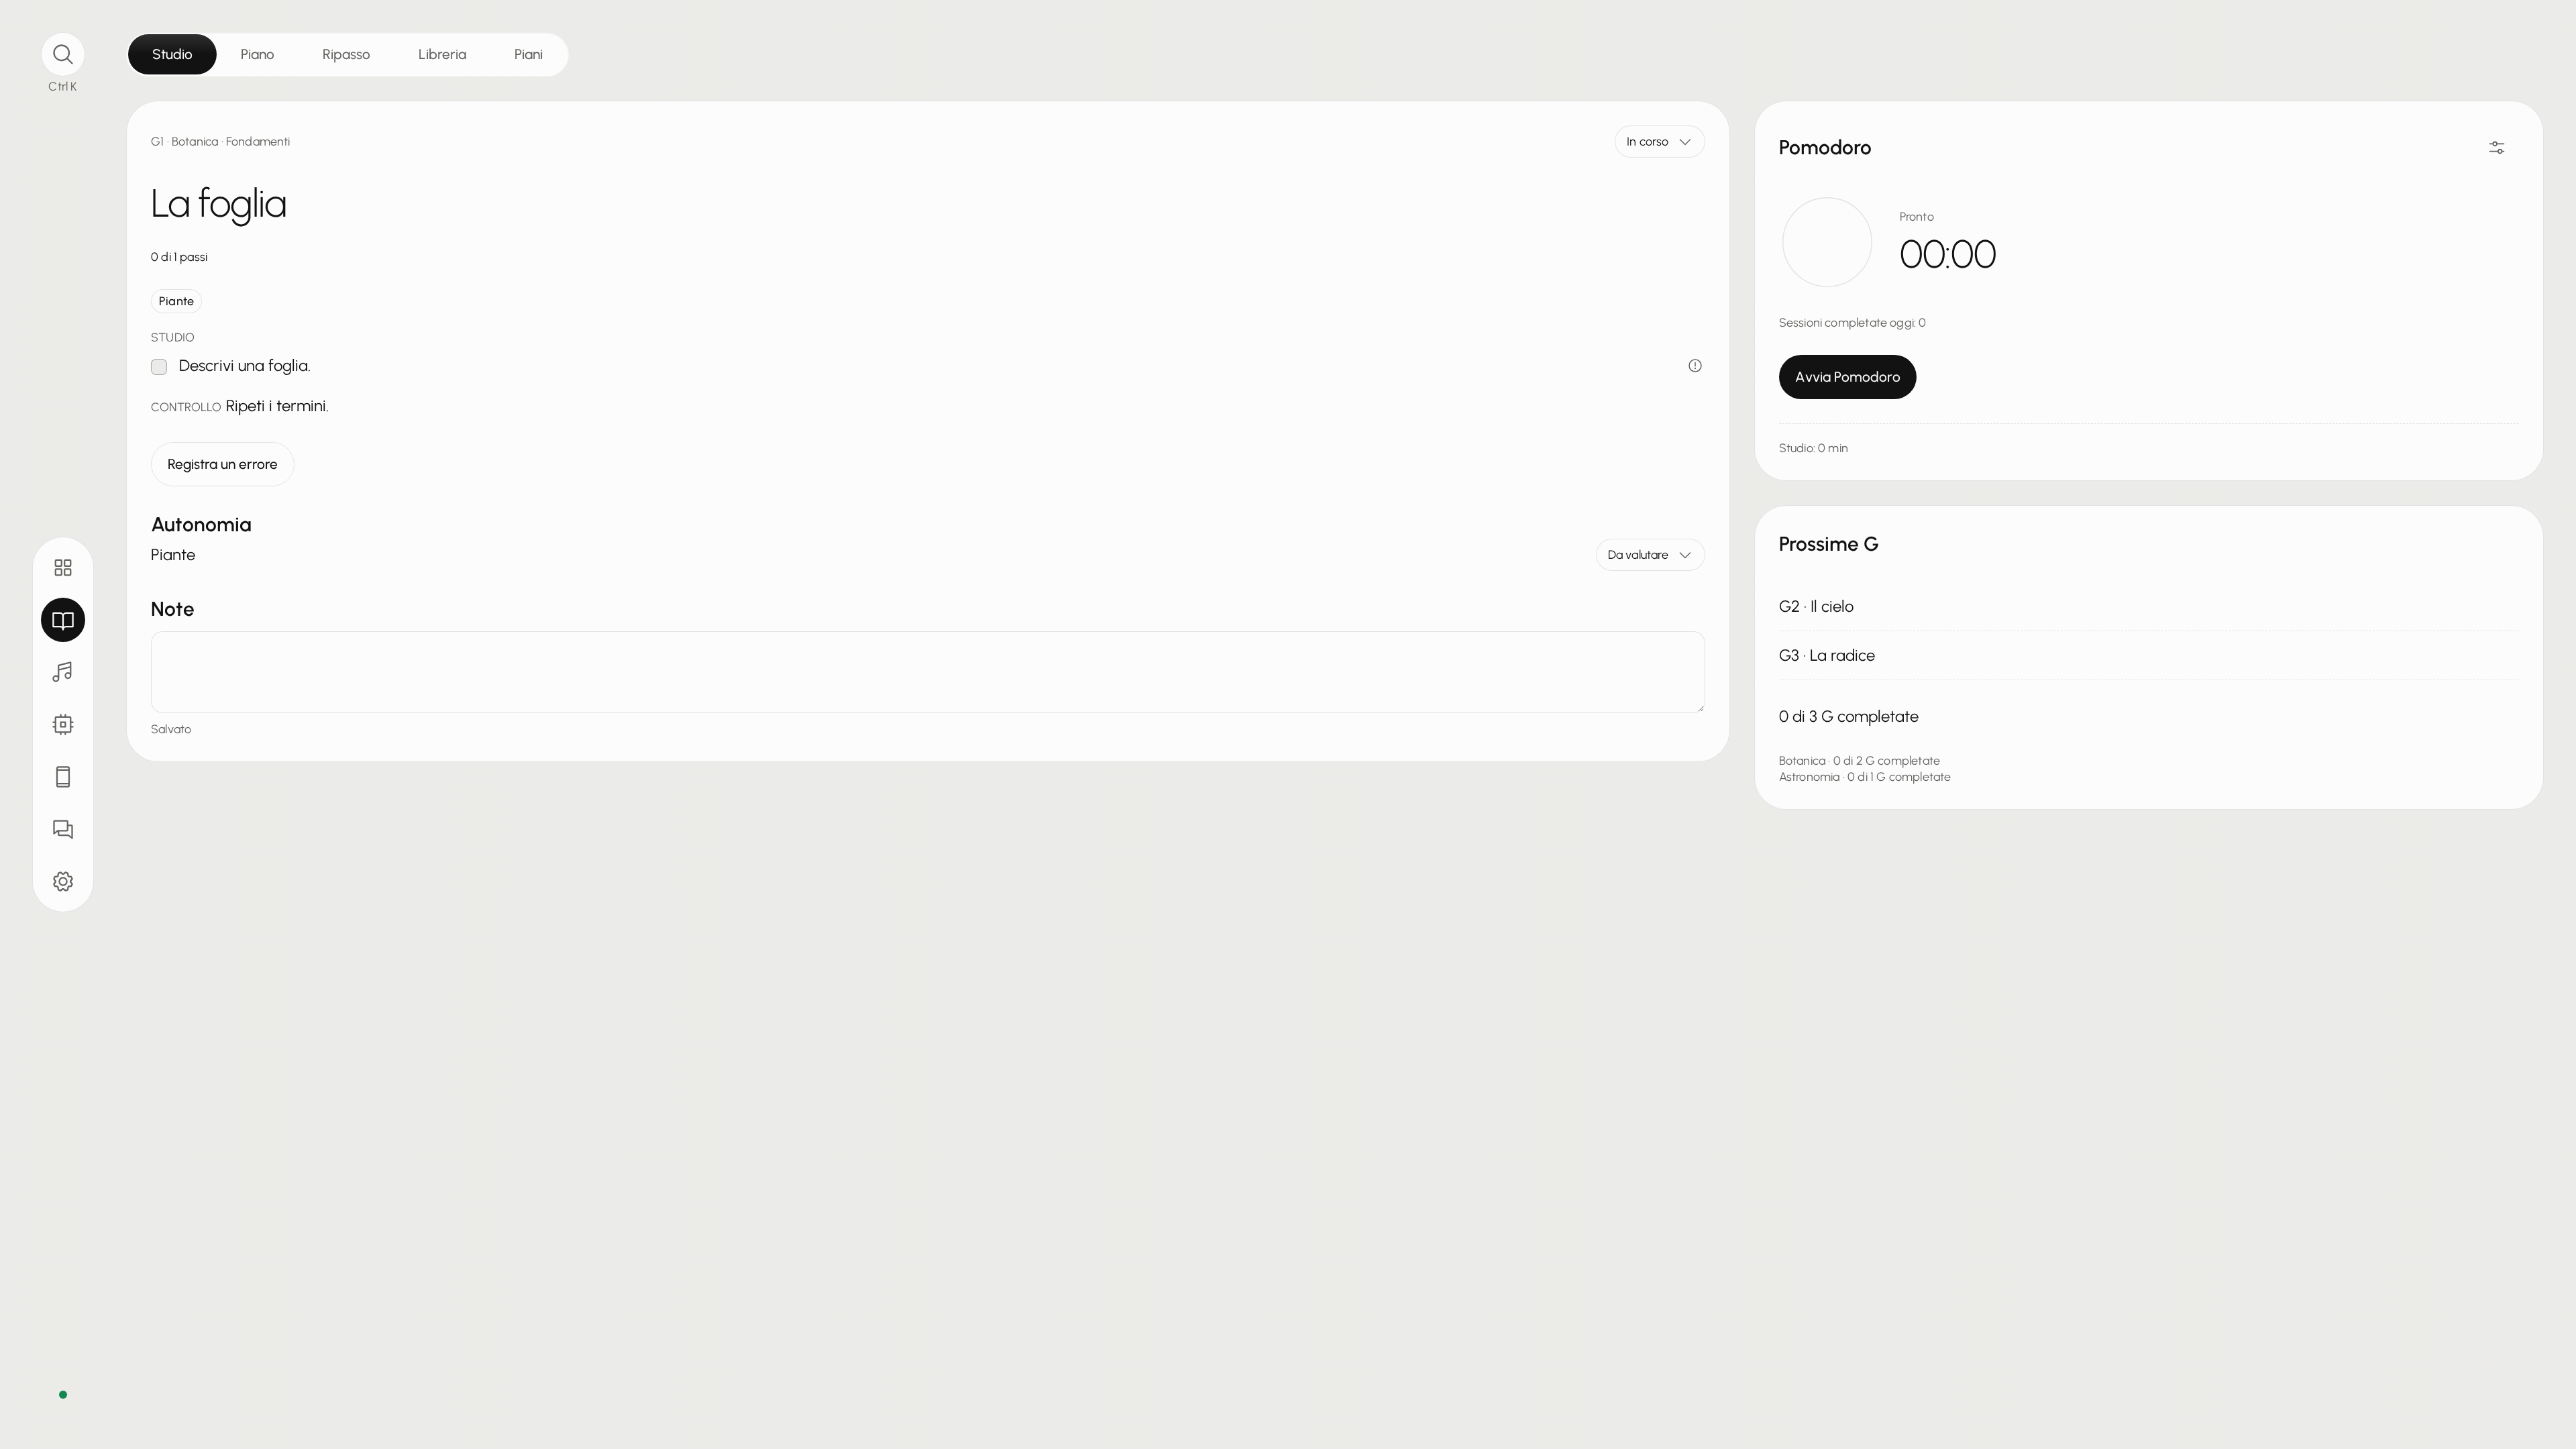 Ctrl K
Studio Piano Ripasso Libreria Piani
G1 · Botanica · Fondamenti
In corso
La foglia
0 di 1 passi
Piante
STUDIO
Descrivi una foglia.
CONTROLLO Ripeti i termini.
Registra un errore
Autonomia
Piante
Da valutare
Note
Salvato
Pomodoro
Pronto
00:00
Sessioni completate oggi: 0
Avvia Pomodoro
Studio: 0 min
Prossime G
G2 · Il cielo
G3 · La radice
0 di 3 G completate
Botanica · 0 di 2 G completate
Astronomia · 0 di 1 G completate